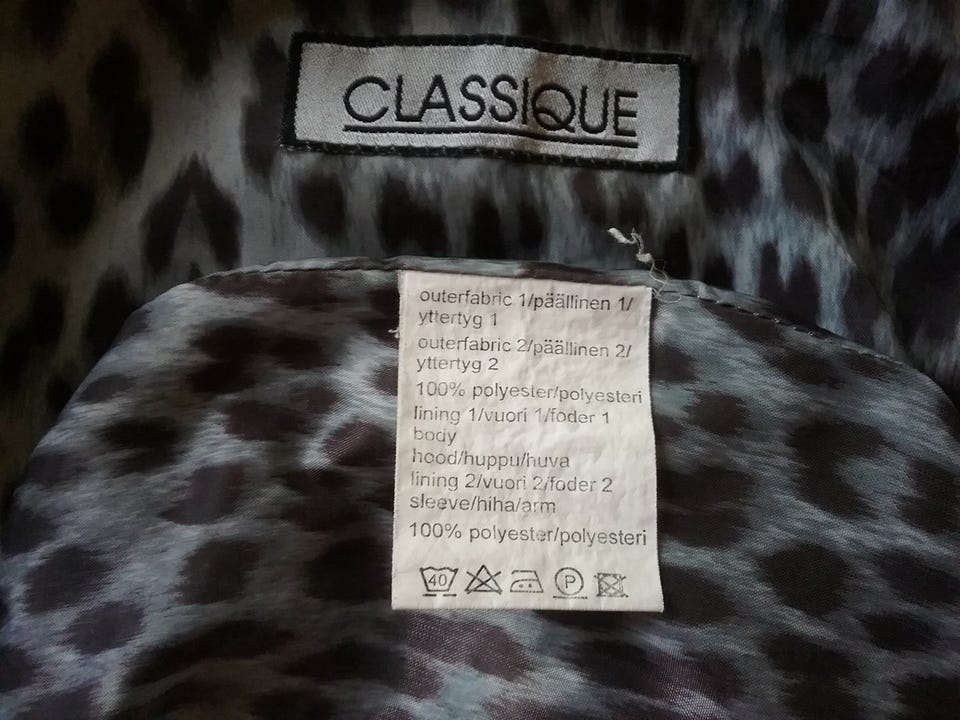 CLASSIQUE
outerfabric 1/päällinen 1/
yttertyg 1
outerfabric 2/päällinen 2/
yttertyg 2
100% polyester/polyesteri
lining 1/vuori 1/foder 1
body
hood/huppu/huva
lining 2/vuori 2/foder 2
sleeve/hiha/arm
100% polyester/polyesteri
40 P